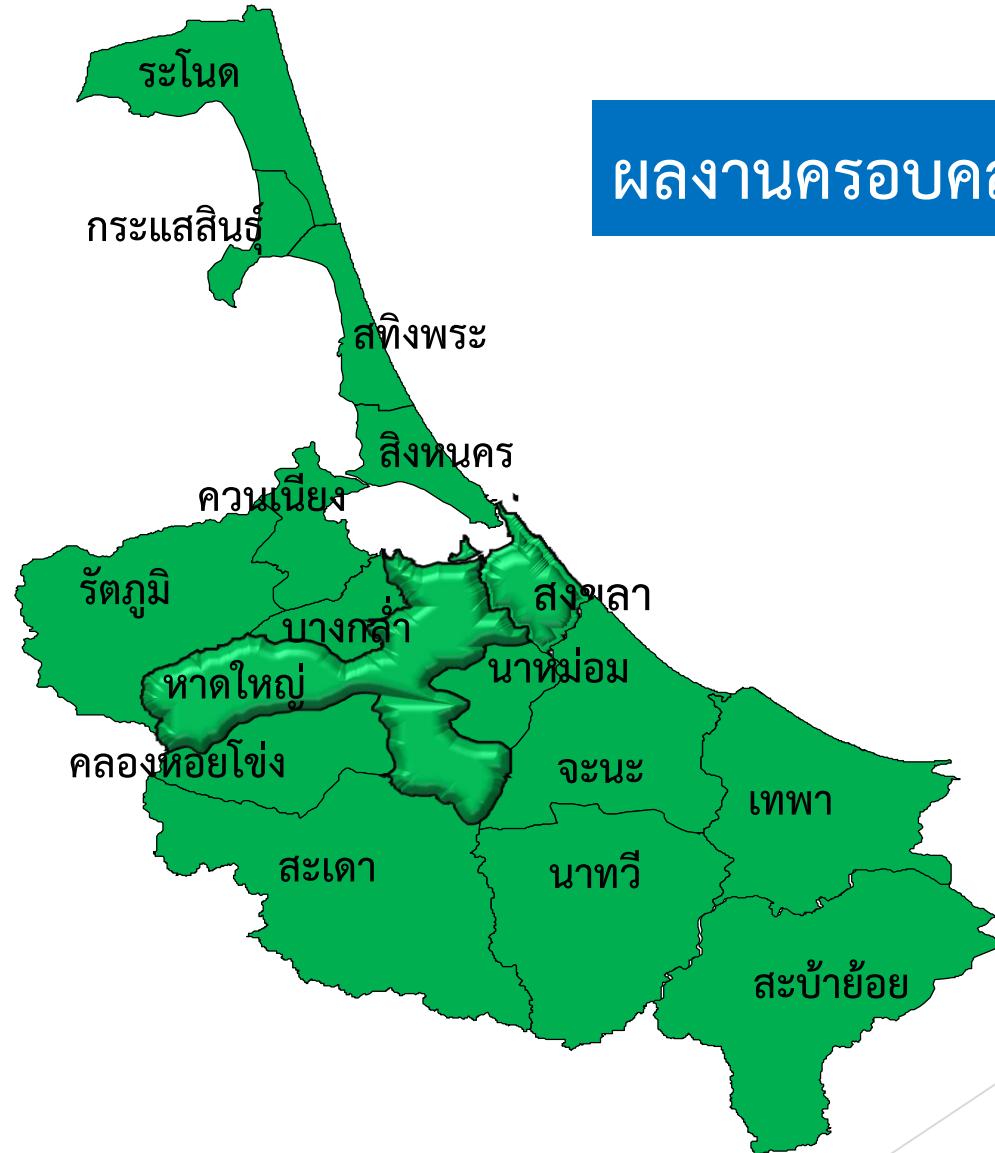 ระโนด
ผลงานครอบคล
กระแสสินธุ์
สทิงพระ
สิงหนคร
ควนเนียง
รัตภูมิ
สงขลา
บางกล่ำ
นาหม่อม
หาดใหญ่
คลองหอยโข่ง
จะนะ
เทพา
สะเดา
นาทวี
สะบ้าย้อย